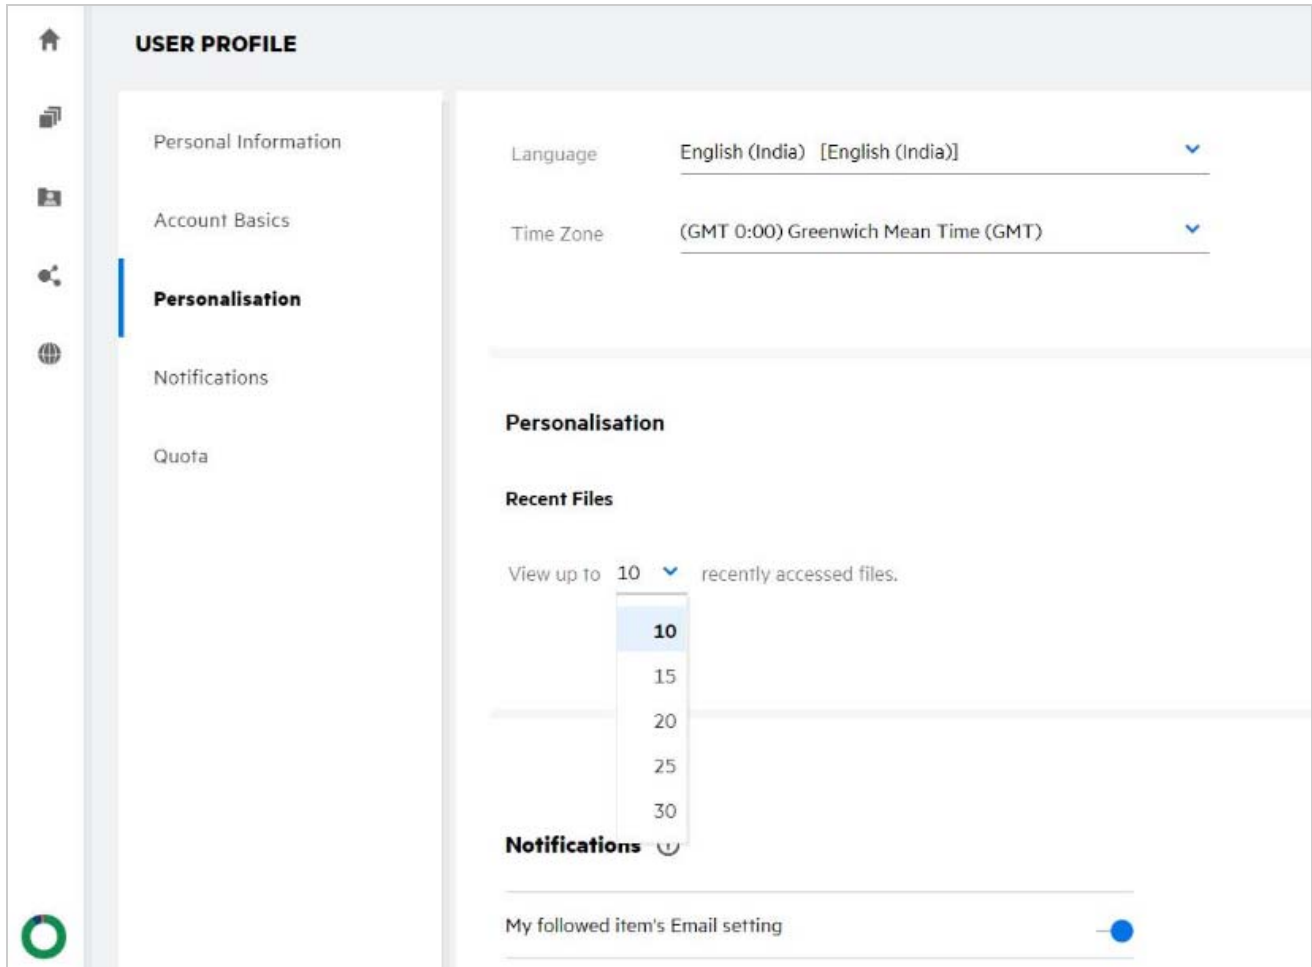 USER PROFILE
Personal Information
Account Basics
Personalisation
Notifications
Quota
Language English (India) [English (India)]
Time Zone (GMT 0:00) Greenwich Mean Time (GMT)
Personalisation
Recent Files
View up to 10 recently accessed files.
10
15
20
25
30
Notifications
My followed item's Email setting